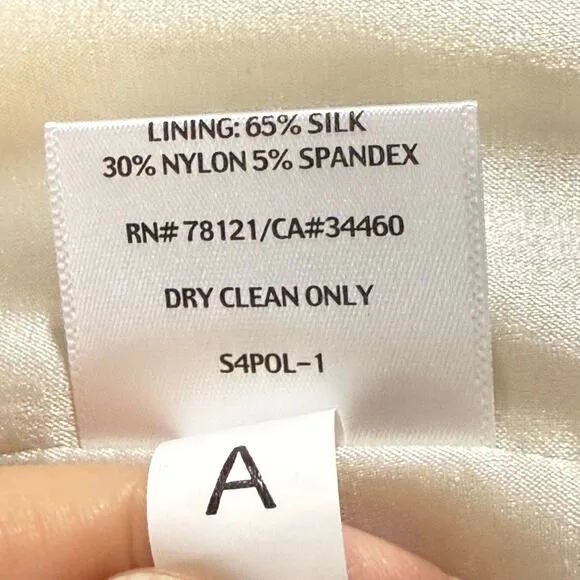 LINING: 65% SILK
30% NYLON 5% SPANDEX
RN# 78121/CA#34460
DRY CLEAN ONLY
S4POL-1
A